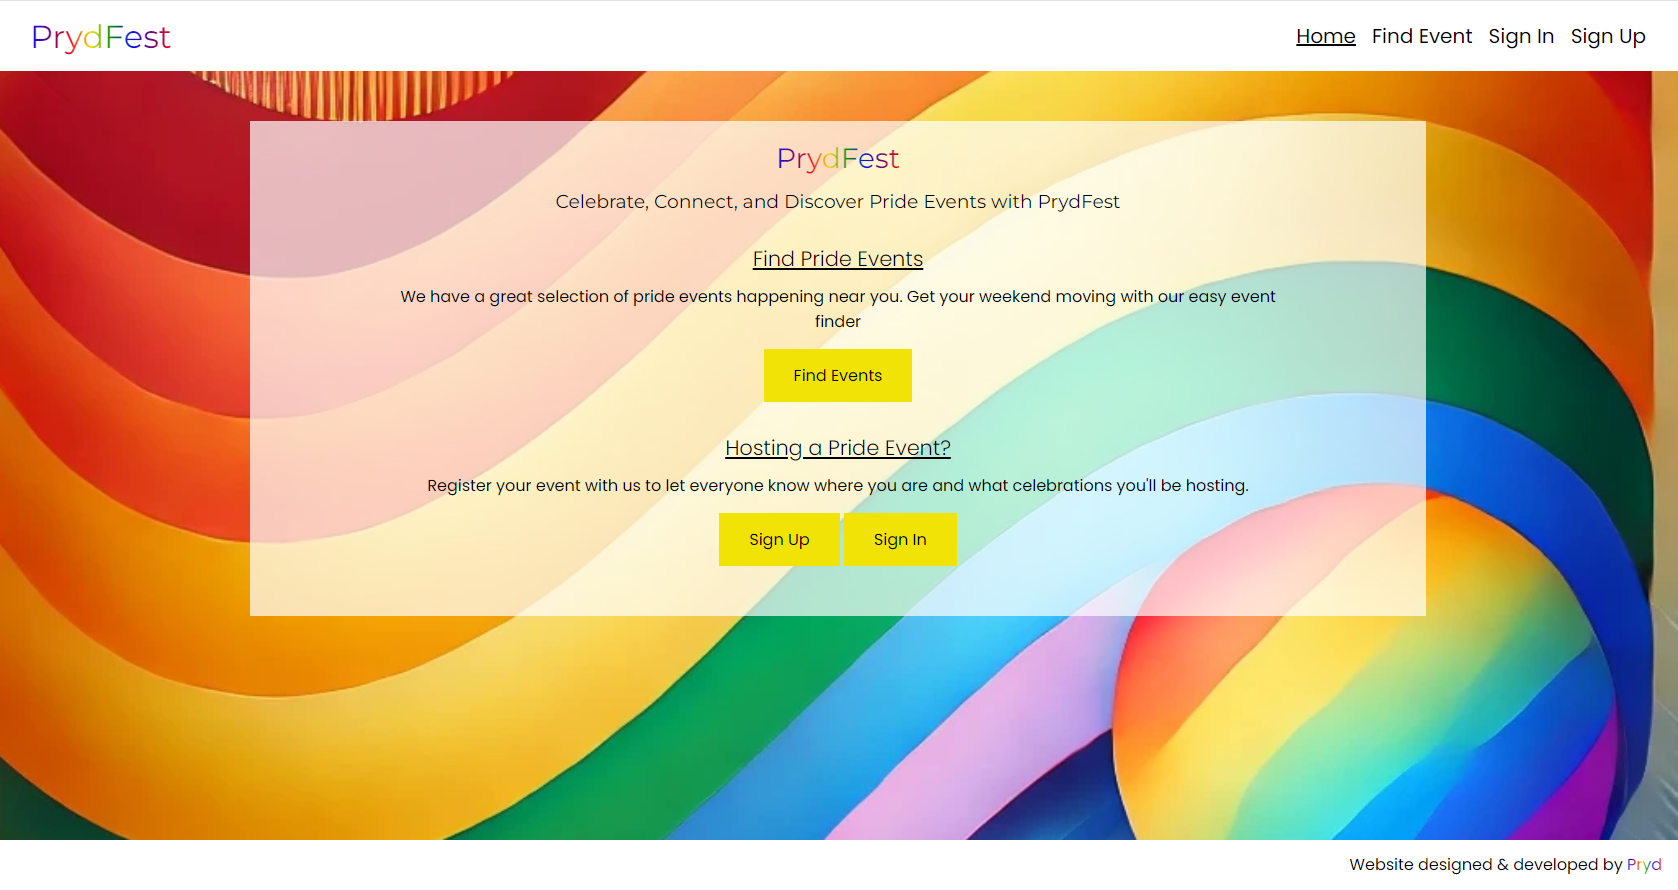 PrydFest
Home Find Event Sign In Sign Up
PrydFest
Celebrate, Connect, and Discover Pride Events with PrydFest
Find Pride Events
We have a great selection of pride events happening near you. Get your weekend moving with our easy event
finder
Find Events
Hosting a Pride Event?
Register your event with us to let everyone know where you are and what celebrations you'll be hosting.
Sign Up Sign In
Website designed & developed by Pryd